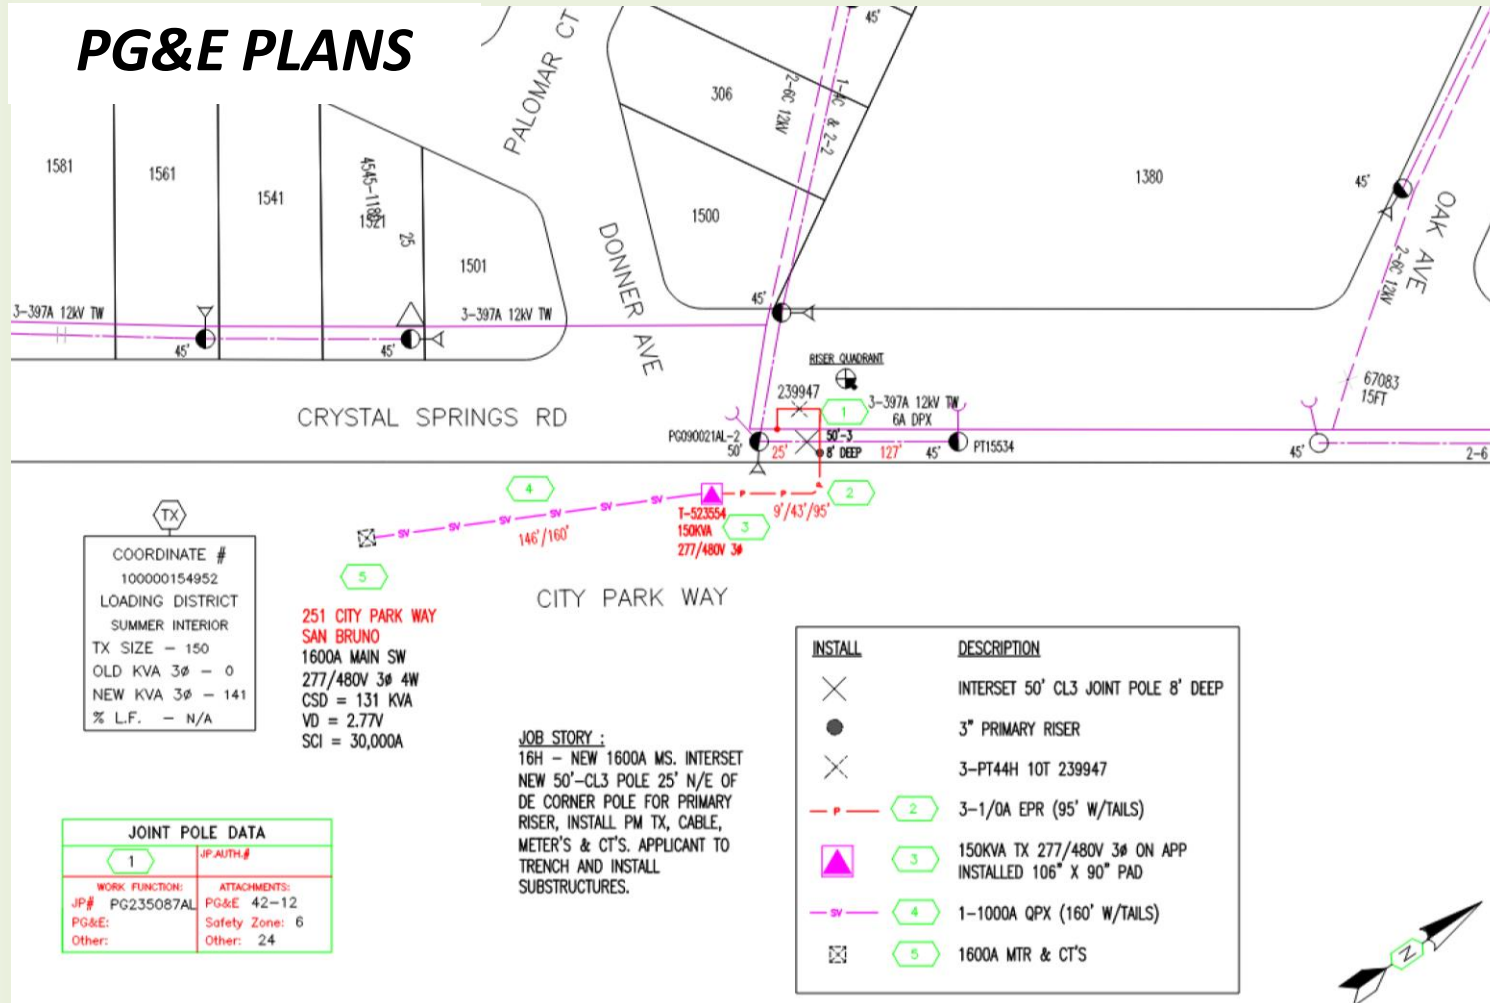 PG&E PLANS
PALOMAR CT
45'
306
2-6C 12kV
1-4C & 2-2
1581
1561
1541
4545-1187
1521
25
1501
1500
1380
45'
OAK AVE
2-6C 12kV
DONNER AVE
3-397A 12kV TW
3-397A 12kV TW
45'
45'
45'
RISER QUADRANT
239947
1
3-397A 12kV TW
6A DPX
67083
15FT
CRYSTAL SPRINGS RD
PG090021AL-2
50'
25'
50'-3
8' DEEP
127'
45'
PT15534
45'
2-6
4
SV SV SV SV SV SV
146'/160'
P P
2
9'/43'/95'
T-523554
150KVA
277/480V 3ø
3
5
CITY PARK WAY
TX
COORDINATE #
100000154952
LOADING DISTRICT
SUMMER INTERIOR
TX SIZE – 150
OLD KVA 3ø – 0
NEW KVA 3ø – 141
% L.F. – N/A
251 CITY PARK WAY
SAN BRUNO
1600A MAIN SW
277/480V 3ø 4W
CSD = 131 KVA
VD = 2.77V
SCI = 30,000A
JOB STORY :
16H – NEW 1600A MS. INTERSET
NEW 50'-CL3 POLE 25' N/E OF
DE CORNER POLE FOR PRIMARY
RISER, INSTALL PM TX, CABLE,
METER'S & CT'S. APPLICANT TO
TRENCH AND INSTALL
SUBSTRUCTURES.
JOINT POLE DATA
1
JP.AUTH.#
WORK FUNCTION:
JP# PG235087AL
PG&E:
Other:
ATTACHMENTS:
PG&E 42-12
Safety Zone: 6
Other: 24
INSTALL DESCRIPTION
INTERSET 50' CL3 JOINT POLE 8' DEEP
3" PRIMARY RISER
3-PT44H 10T 239947
P 2 3-1/0A EPR (95' W/TAILS)
3 150KVA TX 277/480V 3ø ON APP
INSTALLED 106" X 90" PAD
SV 4 1-1000A QPX (160' W/TAILS)
5 1600A MTR & CT'S
N